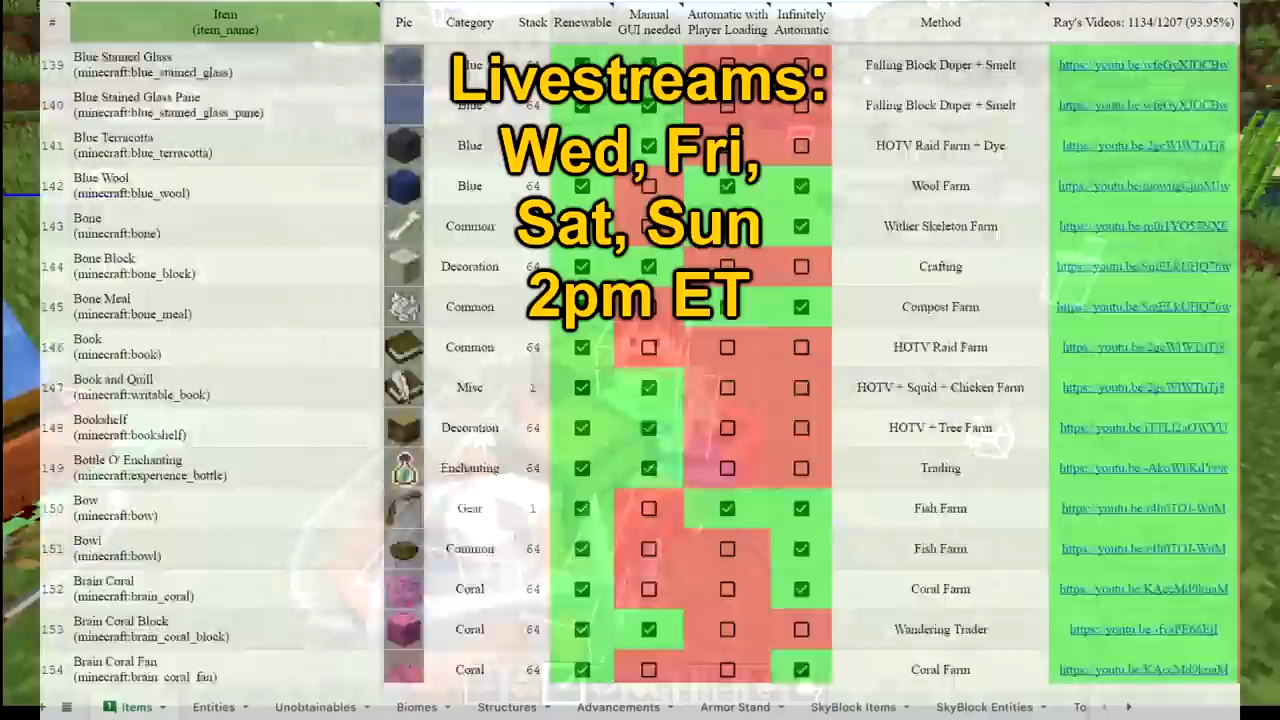 # Item (item_name) Pic Category Stack Renewable Manual GUI needed Automatic with Player Loading Infinitely Automatic Method Ray's Videos: 1134/1207 (93.95%)
Livestreams:
Wed, Fri,
Sat, Sun
2pm ET
139 Blue Stained Glass (minecraft:blue_stained_glass) Falling Block Duper + Smelt
140 Blue Stained Glass Pane (minecraft:blue_stained_glass_pane) Blue 64 Falling Block Duper + Smelt
141 Blue Terracotta (minecraft:blue_terracotta) Blue HOTV Raid Farm + Dye
142 Blue Wool (minecraft:blue_wool) Blue 64 Wool Farm
143 Bone (minecraft:bone) Common Wither Skeleton Farm
144 Bone Block (minecraft:bone_block) Decoration 64 Crafting
145 Bone Meal (minecraft:bone_meal) Common Compost Farm
146 Book (minecraft:book) Common 64 HOTV Raid Farm
147 Book and Quill (minecraft:writable_book) Misc 1 HOTV + Squid + Chicken Farm
148 Bookshelf (minecraft:bookshelf) Decoration 64 HOTV + Tree Farm
149 Bottle O' Enchanting (minecraft:experience_bottle) Enchanting 64 Trading
150 Bow (minecraft:bow) Gear 1 Fish Farm
151 Bowl (minecraft:bowl) Common 64 Fish Farm
152 Brain Coral (minecraft:brain_coral) Coral 64 Coral Farm
153 Brain Coral Block (minecraft:brain_coral_block) Coral 64 Wandering Trader
154 Brain Coral Fan (minecraft:brain_coral_fan) Coral 64 Coral Farm
1 Items Entities Unobtainables Biomes Structures Advancements Armor Stand SkyBlock Items SkyBlock Entities To